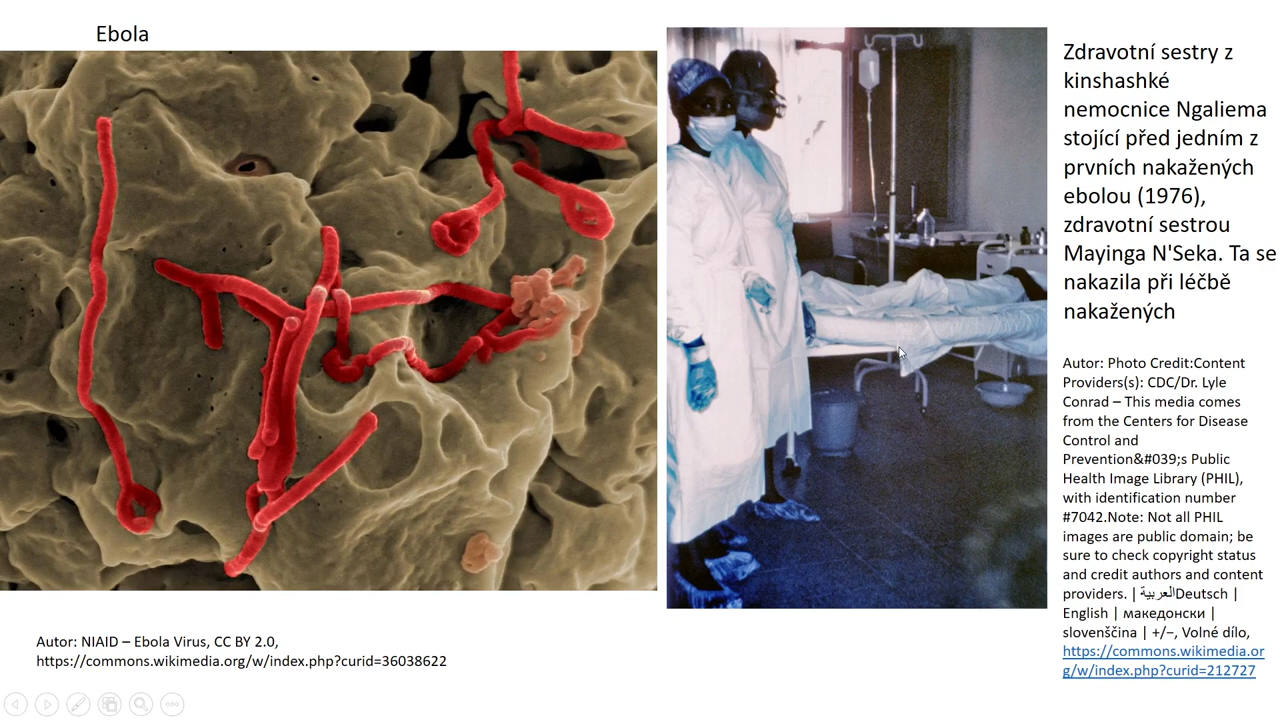 Ebola
Zdravotní sestry z
kinshashké
nemocnice Ngaliema
stojící před jedním z
prvních nakažených
ebolou (1976),
zdravotní sestrou
Mayinga N'Seka. Ta se
nakazila při léčbě
nakažených
Autor: Photo Credit:Content
Providers(s): CDC/Dr. Lyle
Conrad – This media comes
from the Centers for Disease
Control and
Prevention&#039;s Public
Health Image Library (PHIL),
with identification number
#7042.Note: Not all PHIL
images are public domain; be
sure to check copyright status
and credit authors and content
providers. | العربيةDeutsch |
English | македонски |
slovenščina | +/−, Volné dílo,
https://commons.wikimedia.or
g/w/index.php?curid=212727
Autor: NIAID – Ebola Virus, CC BY 2.0,
https://commons.wikimedia.org/w/index.php?curid=36038622